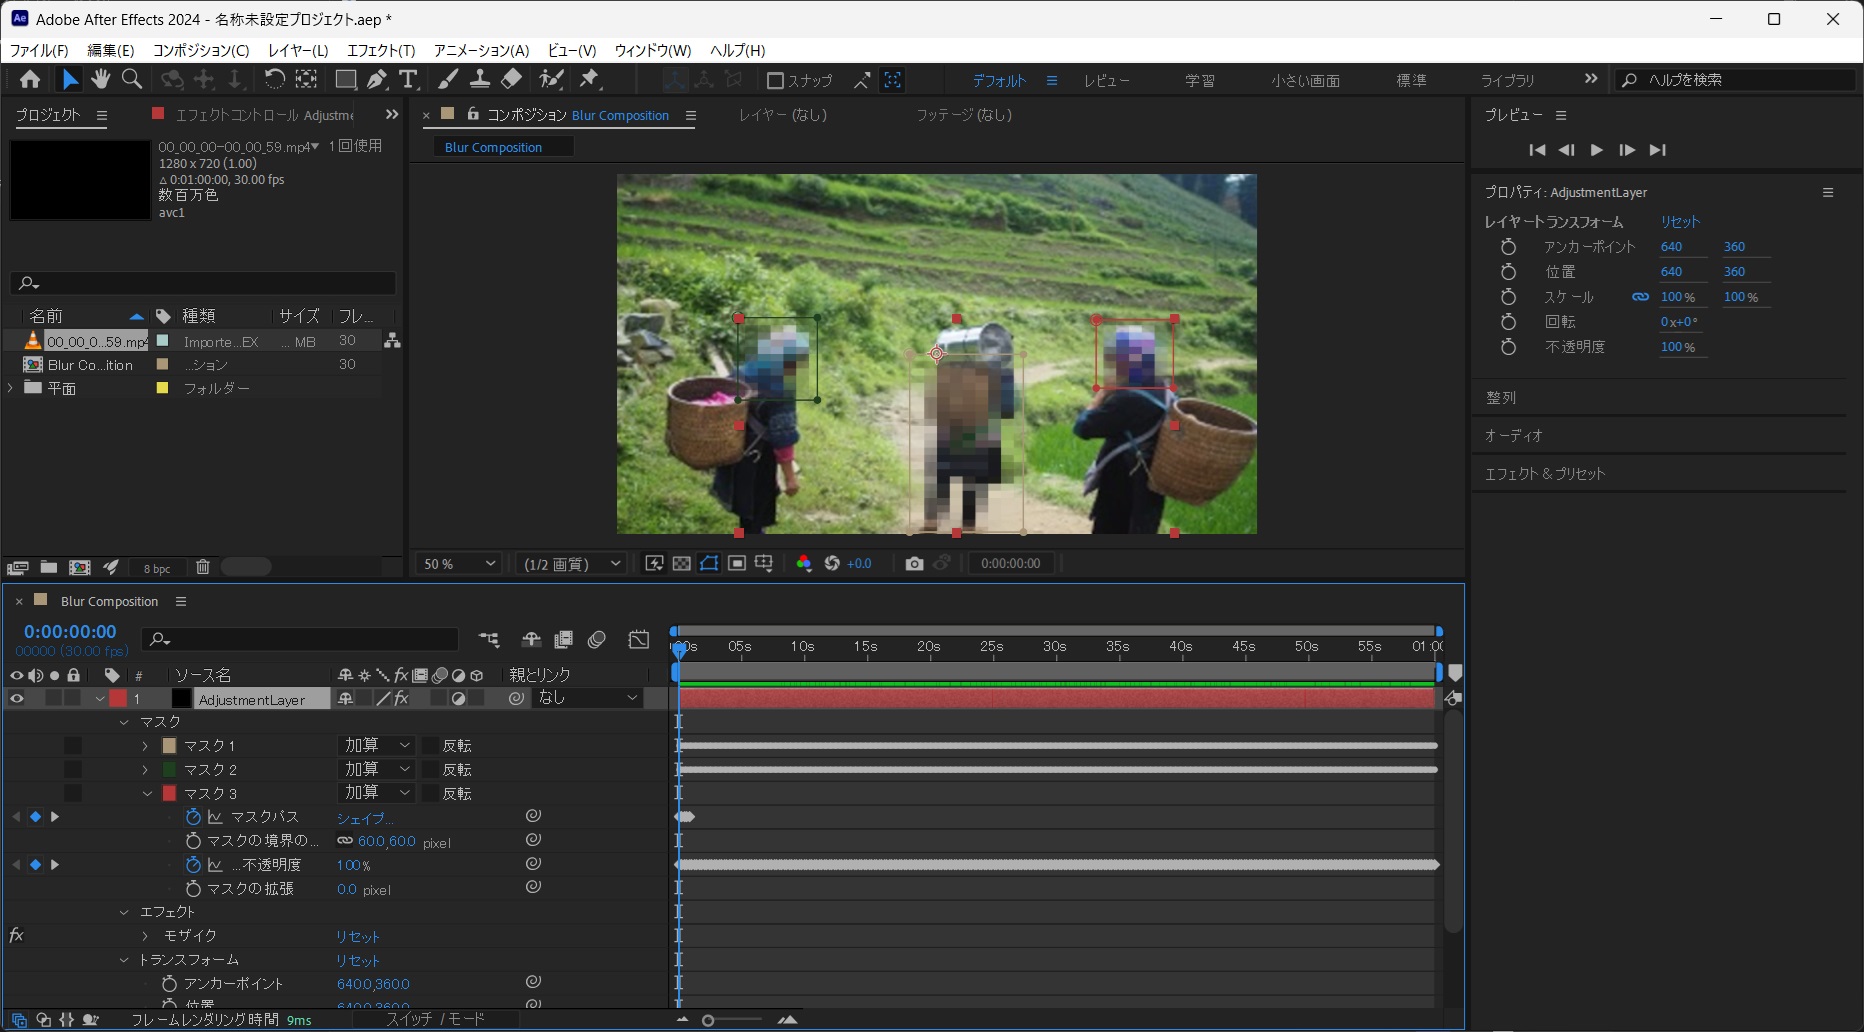 Ae Adobe After Effects 2024 - 名称未設定プロジェクト.aep *
ファイル(F) 編集(E) コンポジション(C) レイヤー(L) エフェクト(T) アニメーション(A) ビュー(V) ウィンドウ(W) ヘルプ(H)
スナップ デフォルト レビュー 学習 小さい画面 標準 ライブラリ ヘルプを検索
プロジェクト エフェクトコントロール Adjustme
00_00_00-00_00_59.mp4 1回使用
1280 x 720 (1.00)
△ 0:01:00:00, 30.00 fps
数百万色
avc1
名前 種類 サイズ フレ...
00_00_0...59.mp4 Importe...EX ... MB 30
Blur Co...ition ...ション 30
平面 フォルダー
8 bpc
コンポジション Blur Composition レイヤー (なし) フッテージ (なし)
Blur Composition
50 % (1/2 画質) +0.0 0:00:00:00
プレビュー
プロパティ: AdjustmentLayer
レイヤートランスフォーム リセット
アンカーポイント 640 360
位置 640 360
スケール 100 % 100 %
回転 0x+0°
不透明度 100 %
整列
オーディオ
エフェクト＆プリセット
Blur Composition
0:00:00:00
00000 (30.00 fps)
05s 10s 15s 20s 25s 30s 35s 40s 45s 50s 55s
# ソース名 fx 親とリンク
1 AdjustmentLayer fx なし
マスク
マスク 1 加算 反転
マスク 2 加算 反転
マスク 3 加算 反転
マスクパス シェイプ...
マスクの境界の... 60.0,60.0 pixel
...不透明度 100%
マスクの拡張 0.0 pixel
エフェクト
fx モザイク リセット
トランスフォーム リセット
アンカーポイント 640.0,360.0
位置 640.0,360.0
フレームレンダリング時間 9ms スイッチ / モード